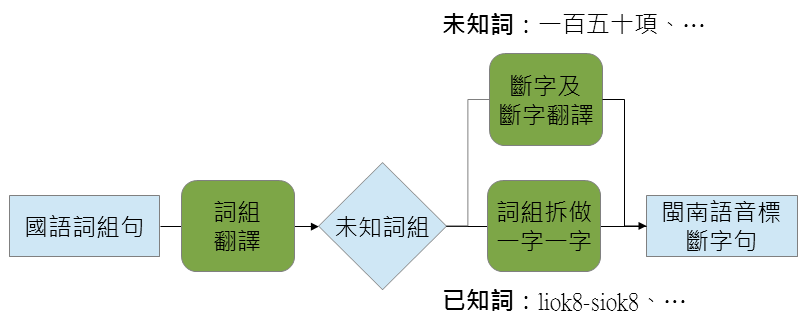 未知詞：一百五十項、…
斷字及
斷字翻譯
國語詞組句
詞組
翻譯
未知詞組
詞組拆做
一字一字
閩南語音標
斷字句
已知詞：liok8-siok8、…